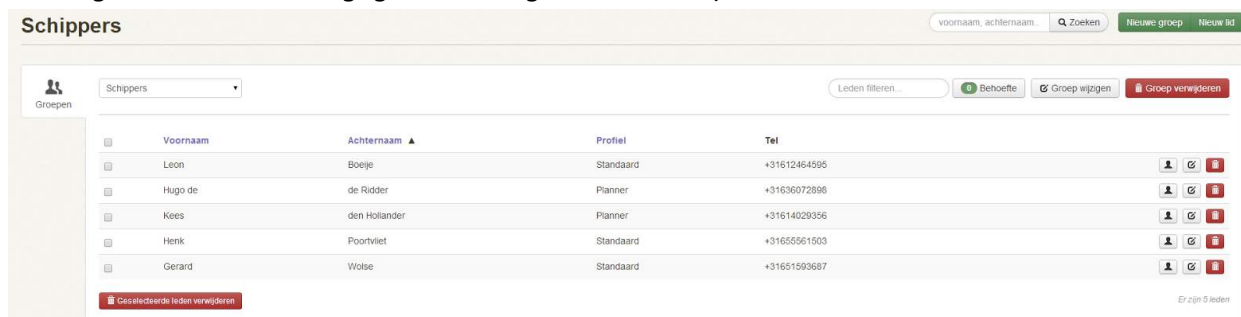 Schippers
voornaam, achternaam.. Zoeken Nieuwe groep Nieuw lid
Groepen
Schippers Leden filteren... 0 Behoefte Groep wijzigen Groep verwijderen
Voornaam Achternaam ▲ Profiel Tel
Leon Boeije Standaard +31612464595
Hugo de de Ridder Planner +31636072898
Kees den Hollander Planner +31614029356
Henk Poortvliet Standaard +31655561503
Gerard Wolse Standaard +31651593687
Geselecteerde leden verwijderen Er zijn 5 leden